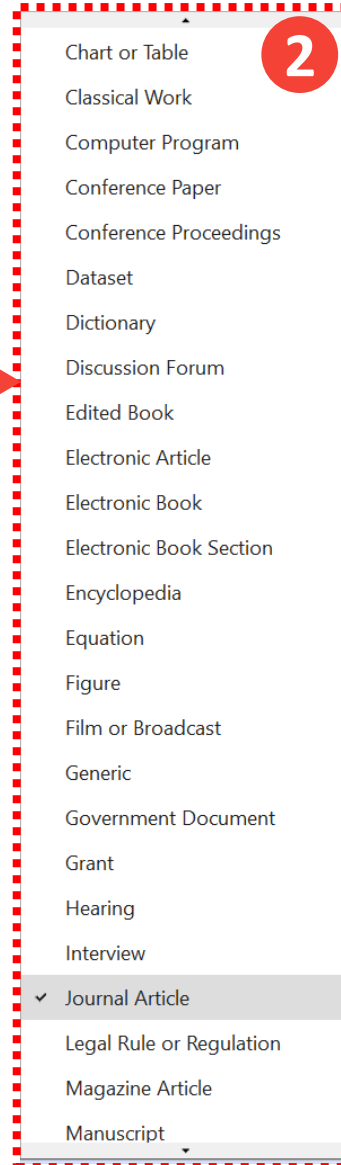 2
Chart or Table
Classical Work
Computer Program
Conference Paper
Conference Proceedings
Dataset
Dictionary
Discussion Forum
Edited Book
Electronic Article
Electronic Book
Electronic Book Section
Encyclopedia
Equation
Figure
Film or Broadcast
Generic
Government Document
Grant
Hearing
Interview
Journal Article
Legal Rule or Regulation
Magazine Article
Manuscript